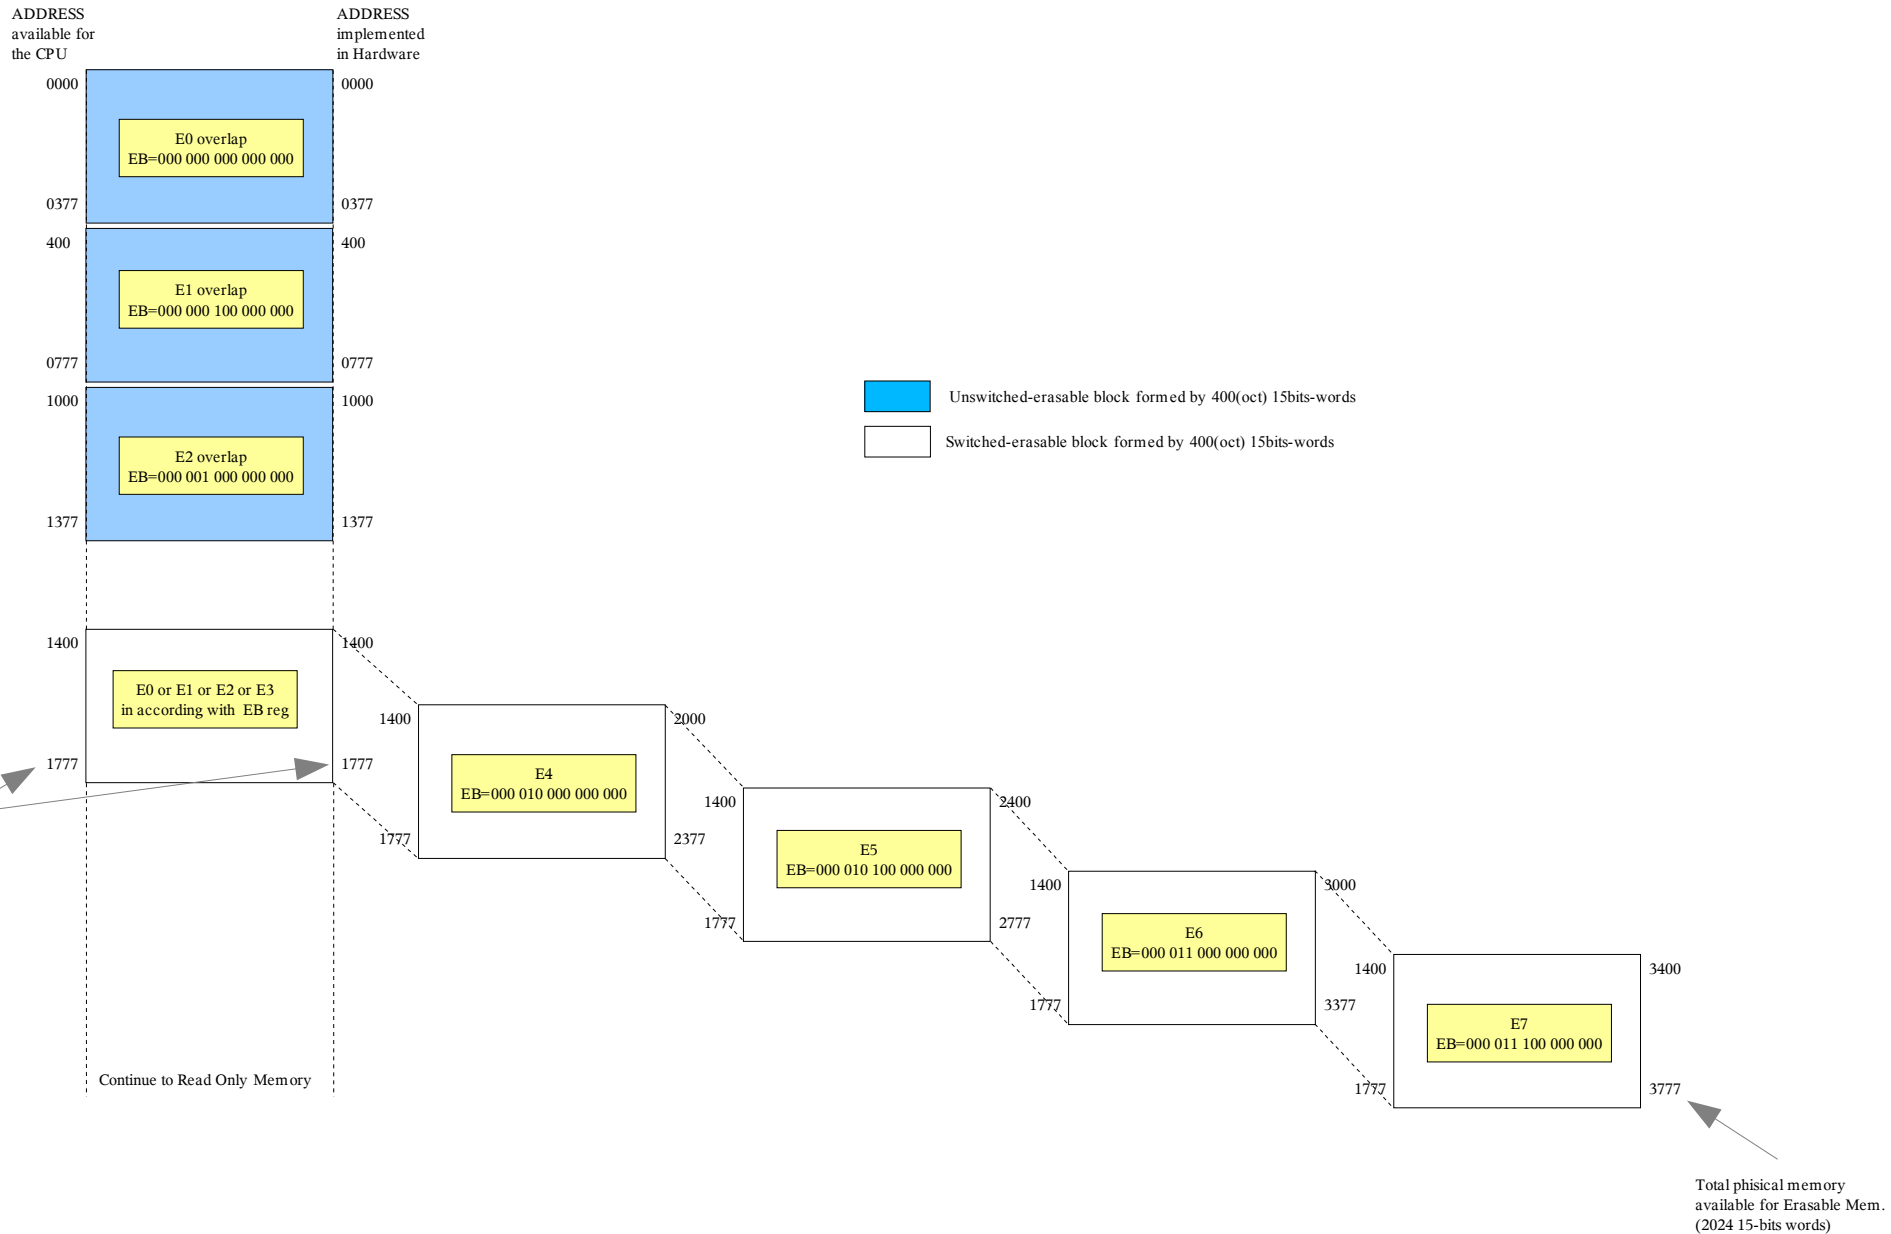 ADDRESS
available for
the CPU
ADDRESS
implemented
in Hardware
0000
0000
E0 overlap
EB=000 000 000 000 000
0377
0377
400
400
E1 overlap
EB=000 000 100 000 000
0777
0777
1000
1000
E2 overlap
EB=000 001 000 000 000
1377
1377
Unswitched-erasable block formed by 400(oct) 15bits-words
Switched-erasable block formed by 400(oct) 15bits-words
1400
1400
E0 or E1 or E2 or E3
in according with EB reg
1777
1777
1400
2000
E4
EB=000 010 000 000 000
1777
2377
1400
2400
E5
EB=000 010 100 000 000
1777
2777
1400
3000
E6
EB=000 011 000 000 000
1777
3377
1400
3400
E7
EB=000 011 100 000 000
1777
3777
Continue to Read Only Memory
Total phisical memory
available for Erasable Mem.
(2024 15-bits words)